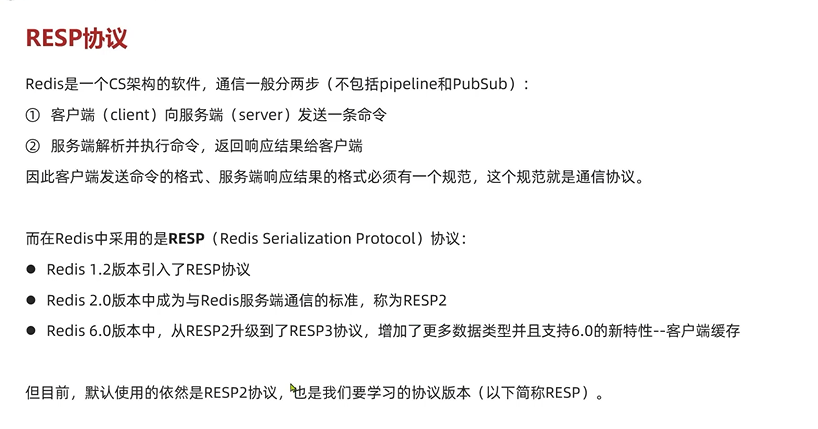 RESP协议
Redis是一个CS架构的软件，通信一般分两步（不包括pipeline和PubSub）：
① 客户端（client）向服务端（server）发送一条命令
② 服务端解析并执行命令，返回响应结果给客户端
因此客户端发送命令的格式、服务端响应结果的格式必须有一个规范，这个规范就是通信协议。
而在Redis中采用的是RESP（Redis Serialization Protocol）协议：
● Redis 1.2版本引入了RESP协议
● Redis 2.0版本中成为与Redis服务端通信的标准，称为RESP2
● Redis 6.0版本中，从RESP2升级到了RESP3协议，增加了更多数据类型并且支持6.0的新特性--客户端缓存
但目前，默认使用的依然是RESP2协议，也是我们要学习的协议版本（以下简称RESP）。